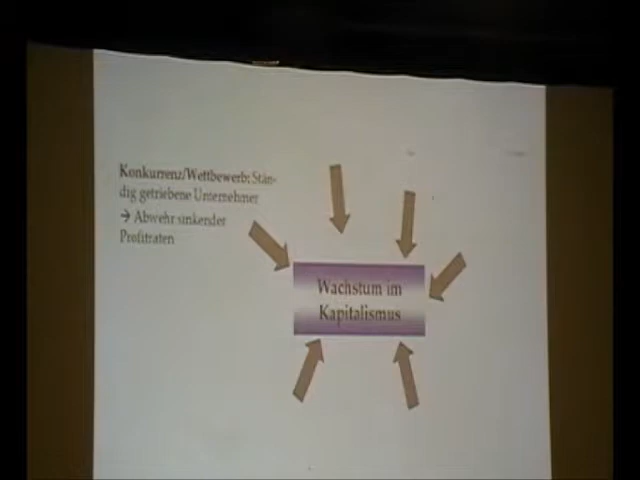 Konkurrenz/Wettbewerb: Stän-
dig getriebene Unternehmer
→ Abwehr sinkender
Profitraten
Wachstum im
Kapitalismus